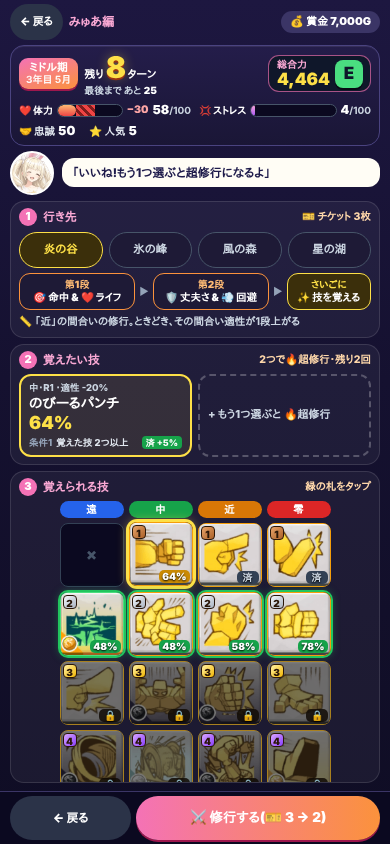 ← 戻る みゅあ編 💰 賞金 7,000G
ミドル期
3年目 5月
残り8ターン
最後まであと 25
総合力
4,464 E
❤️ 体力 −30 58/100 💢 ストレス 4/100
🤝 忠誠 50 ⭐ 人気 5
「いいね!もう1つ選ぶと超修行になるよ」
1 行き先 🎫 チケット 3枚
炎の谷 氷の峰 風の森 星の湖
第1段
🎯 命中 & ❤️ ライフ
▶
第2段
🛡️ 丈夫さ & 💨 回避
▶
さいごに
✨ 技を覚える
📏 「近」の間合いの修行。ときどき、その間合い適性が1段上がる
2 覚えたい技 2つで🔥超修行・残り2回
中・R1・適性 -20%
のびーるパンチ
64%
条件1 覚えた技 2つ以上 済 +5%
+ もう1つ選ぶと 🔥超修行
3 覚えられる技 緑の札をタップ
遠 中 近 零
✖ 1 64% 1 済 1 済
2 48% 2 48% 2 58% 2 78%
3 🔒 3 🔒 3 🔒 3 🔒
4 4 4 4
← 戻る ⚔️ 修行する(🎫 3 → 2)